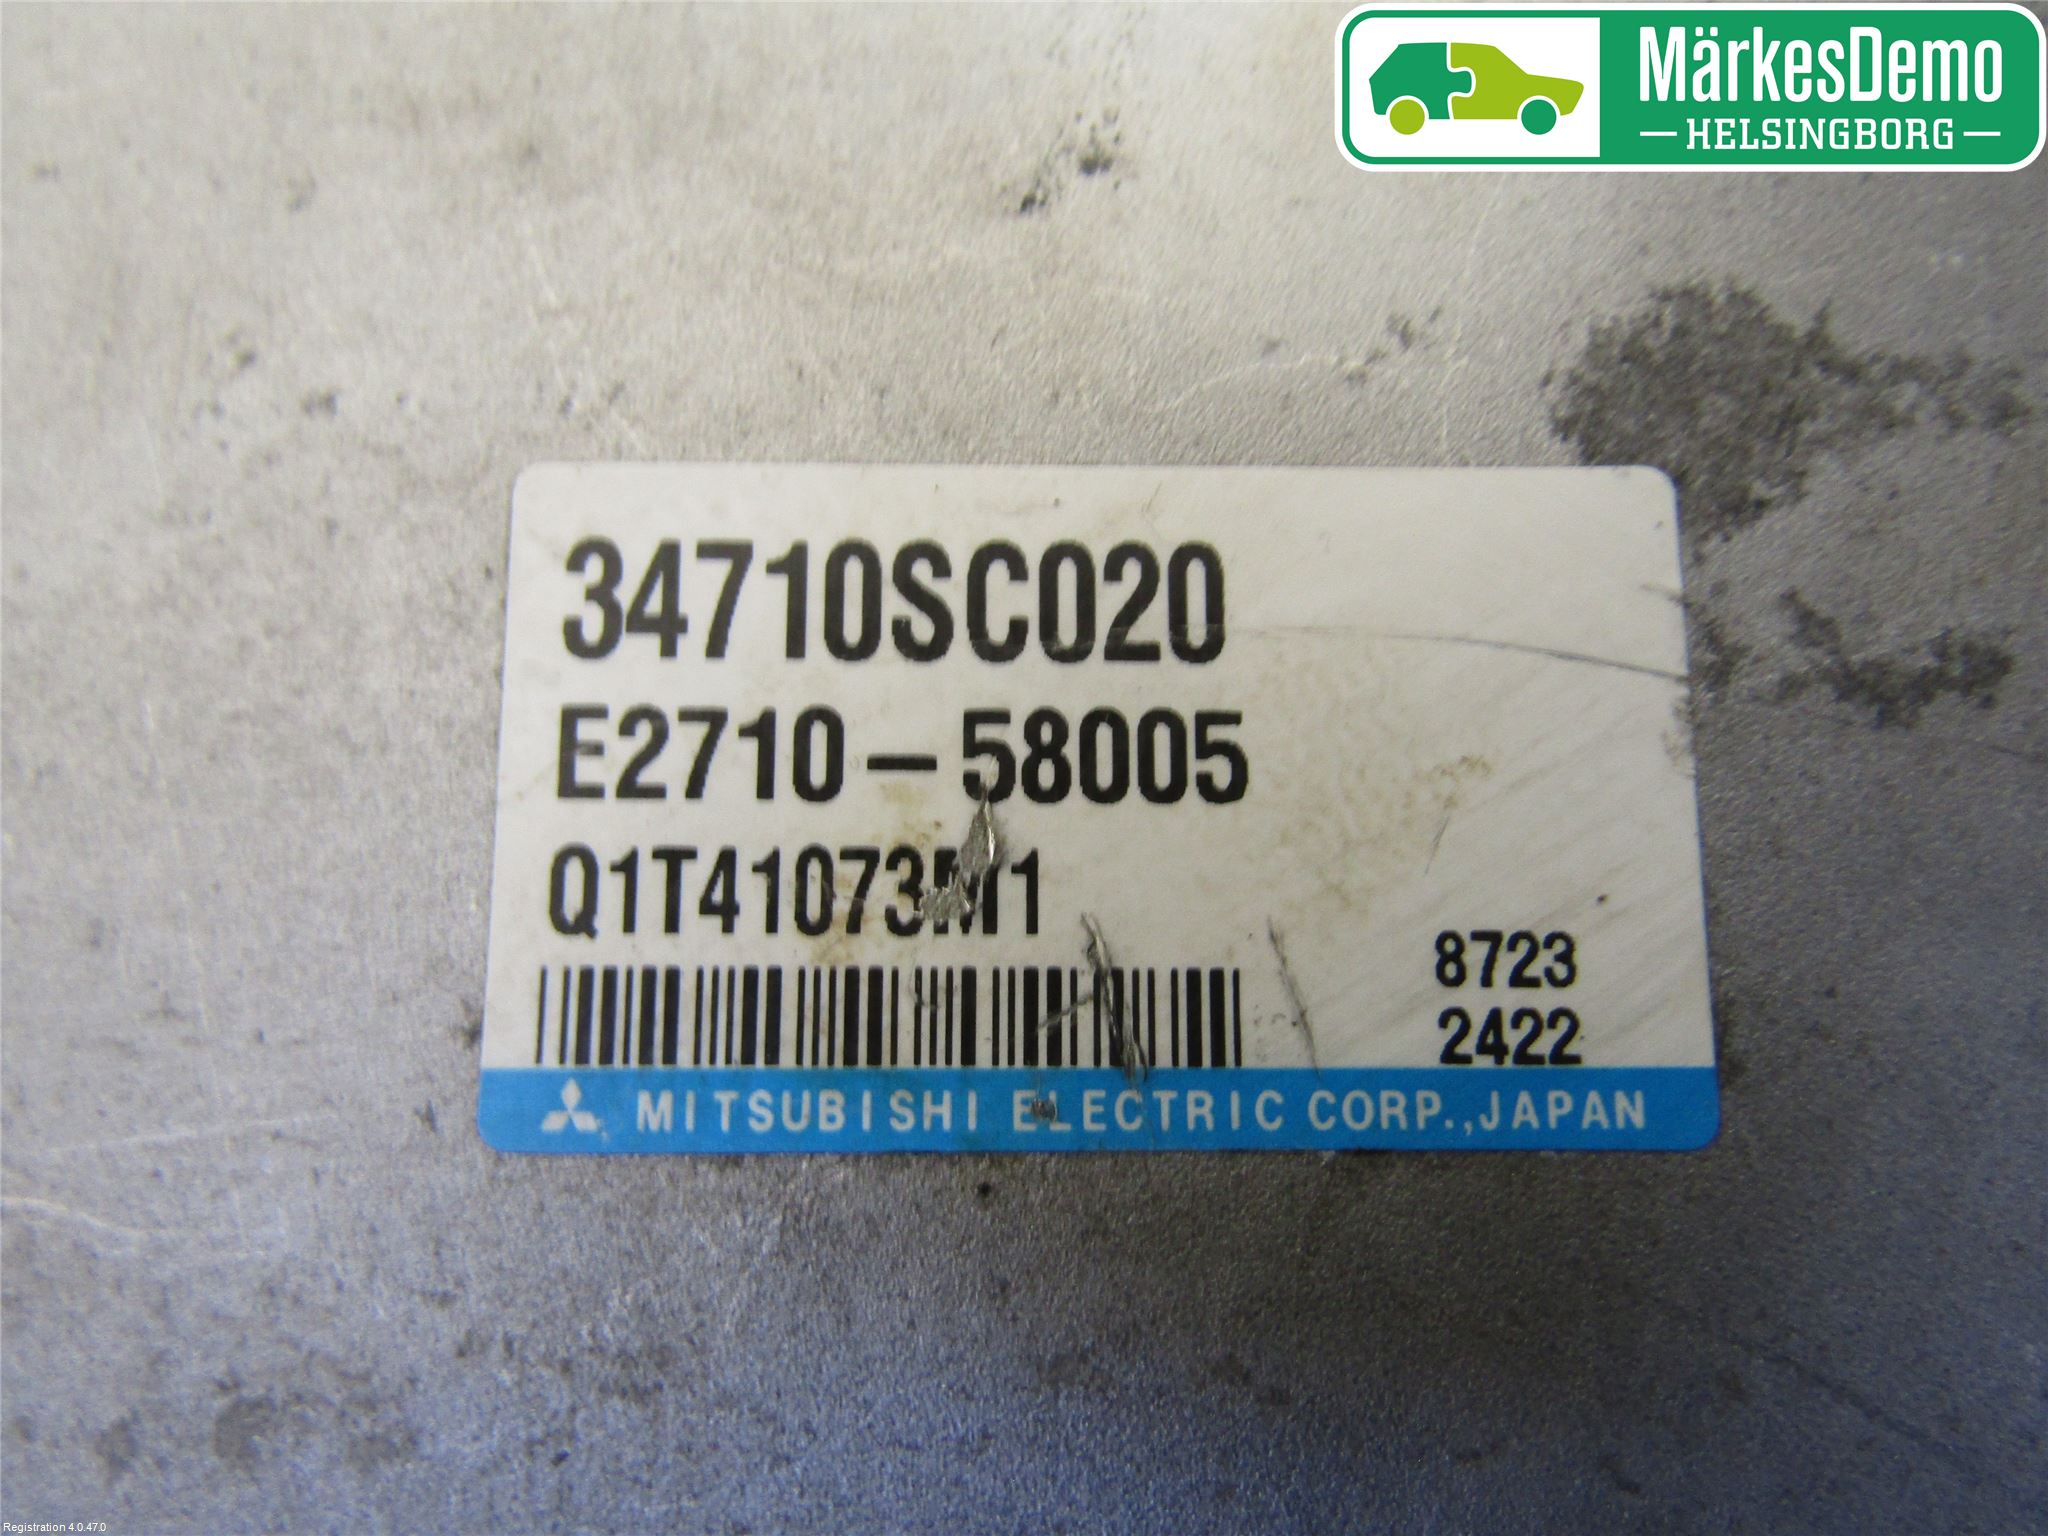 MärkesDemo
HELSINGBORG
34710SC020
E2710-58005
Q1T41073M1
8723
2422
MITSUBISHI ELECTRIC CORP.,JAPAN
Registration 4.0.47.0